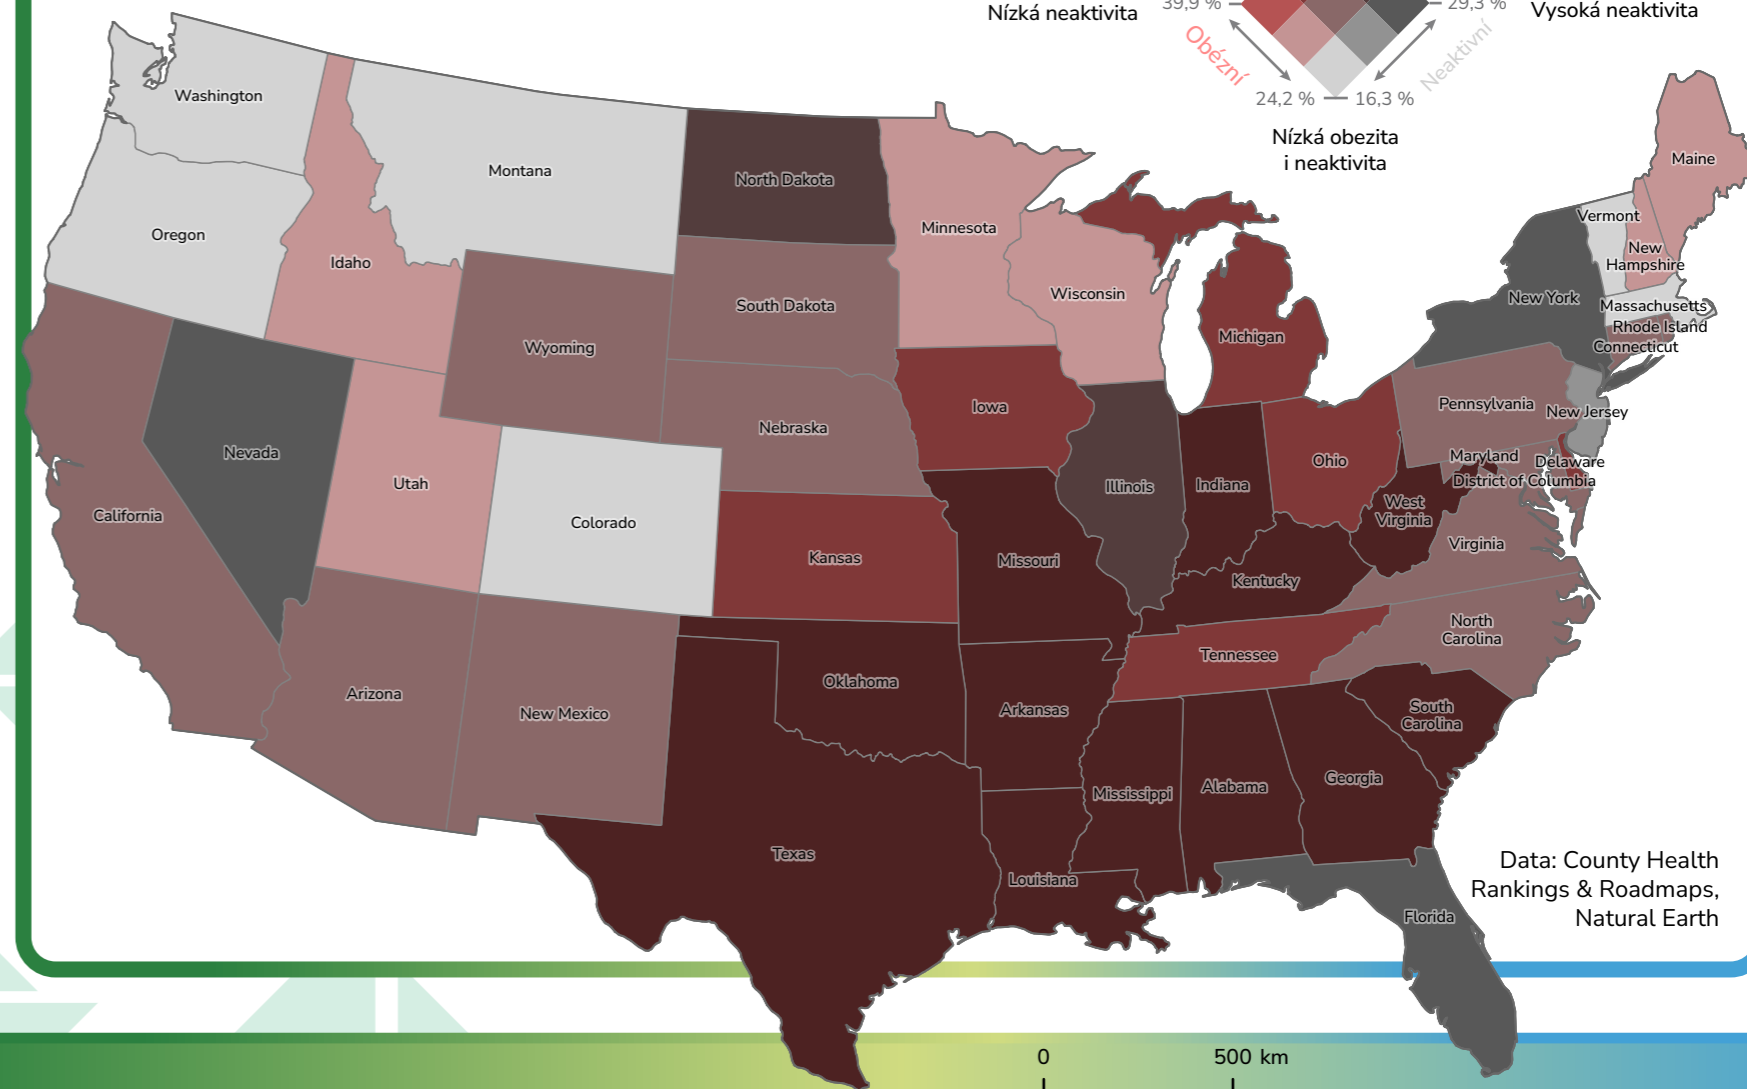 39,9 %
29,3 %
Nízká neaktivita
Vysoká neaktivita
Obézní
Neaktivní
24,2 %
16,3 %
Nízká obezita
i neaktivita
Washington
Montana
North Dakota
Minnesota
Maine
Vermont
New
Hampshire
Oregon
Idaho
Wisconsin
South Dakota
New York
Massachusetts
Rhode Island
Connecticut
Michigan
Wyoming
Iowa
Pennsylvania
New Jersey
Nebraska
Nevada
Utah
Ohio
Maryland
Delaware
District of Columbia
Illinois
Indiana
West
Virginia
California
Colorado
Kansas
Missouri
Virginia
Kentucky
North
Carolina
Tennessee
Arizona
New Mexico
Oklahoma
Arkansas
South
Carolina
Mississippi
Alabama
Georgia
Texas
Louisiana
Florida
Data: County Health
Rankings & Roadmaps,
Natural Earth
0
500 km